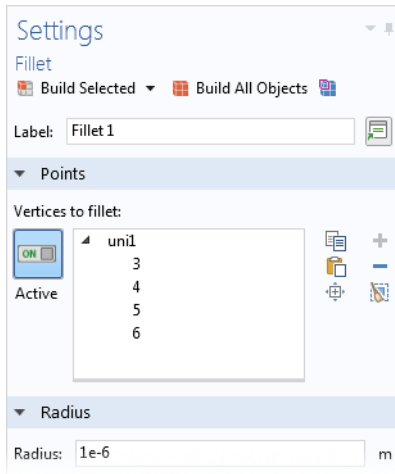 Settings
Fillet
Build Selected Build All Objects
Label: Fillet 1
Points
Vertices to fillet:
ON
Active
uni1
3
4
5
6
Radius
Radius: 1e-6 m